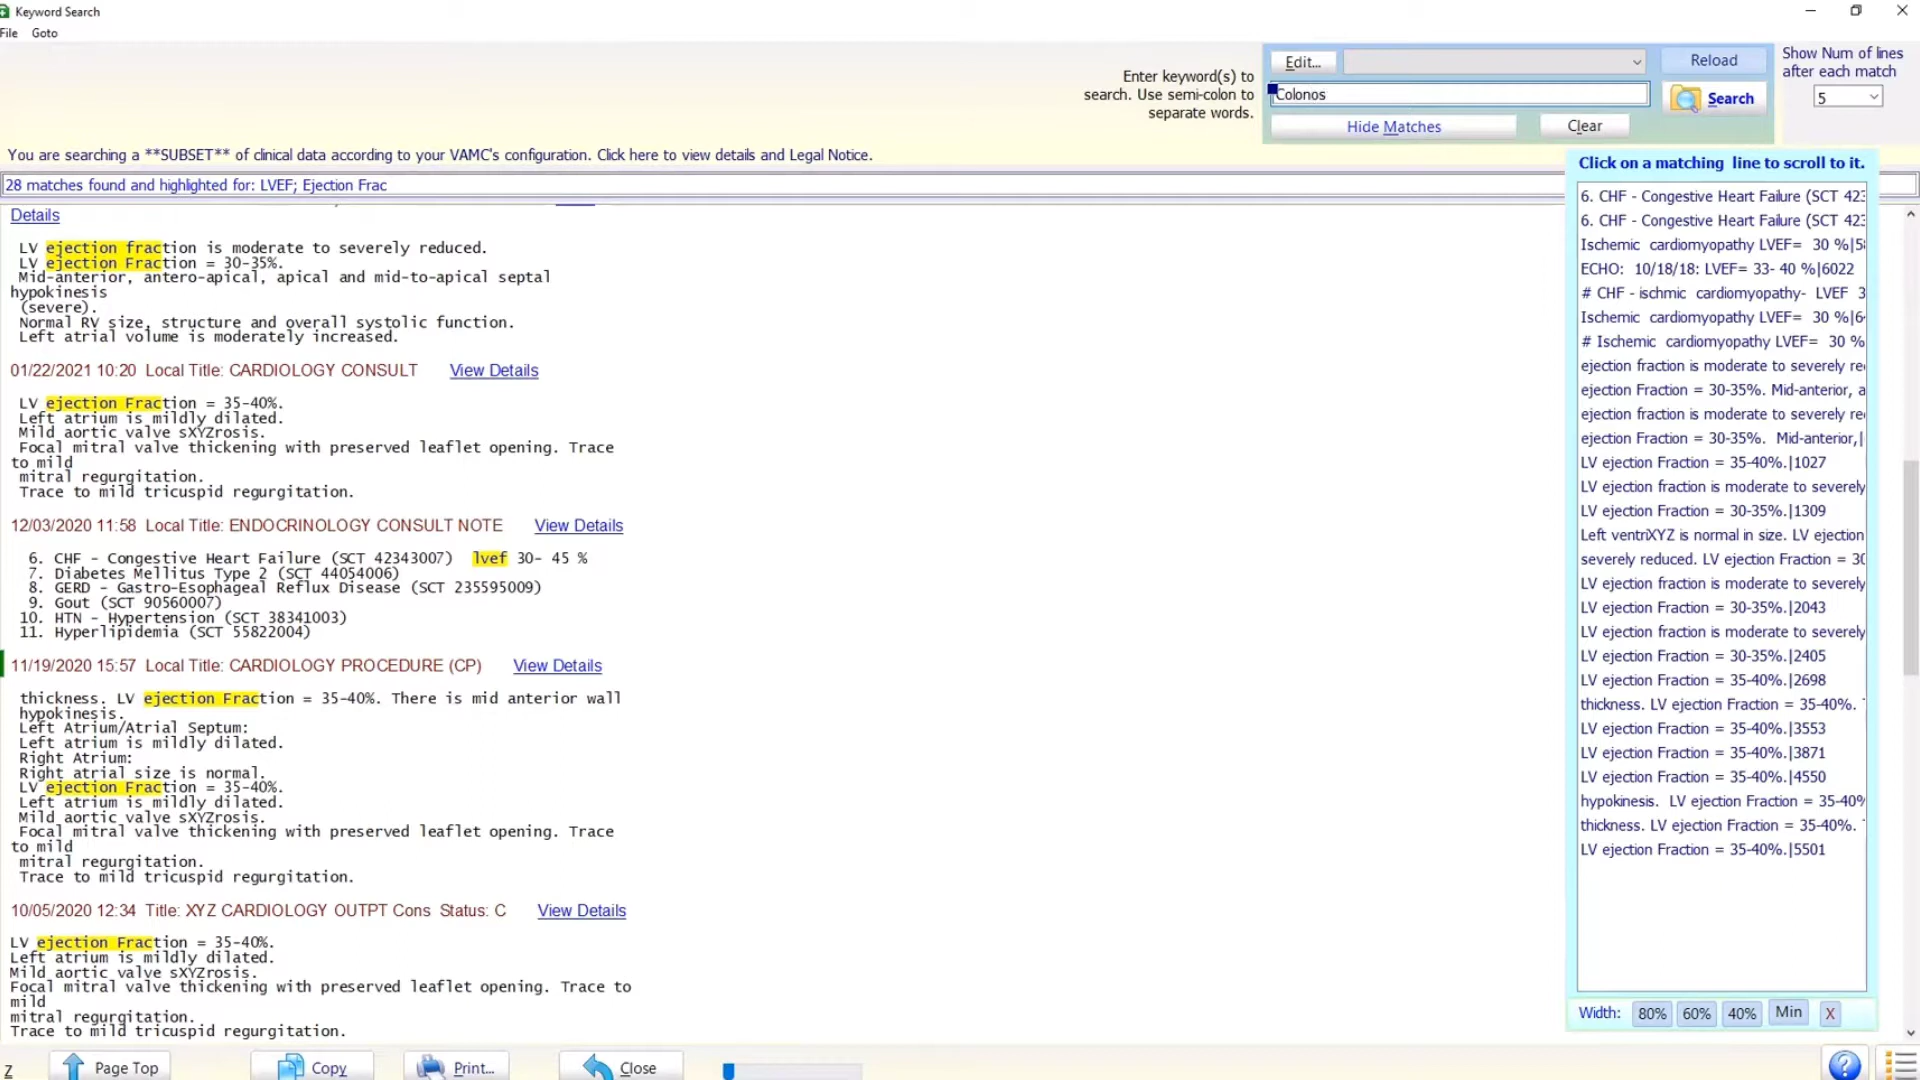 Keyword Search
File Goto
Enter keyword(s) to
search. Use semi-colon to
separate words.
Edit...
Reload
Colonos
Search
Hide Matches
Clear
Show Num of lines
after each match
5
You are searching a **SUBSET** of clinical data according to your VAMC's configuration. Click here to view details and Legal Notice.
28 matches found and highlighted for: LVEF; Ejection Frac
Details
LV ejection fraction is moderate to severely reduced.
LV ejection Fraction = 30-35%.
Mid-anterior, antero-apical, apical and mid-to-apical septal
hypokinesis
(severe).
Normal RV size, structure and overall systolic function.
Left atrial volume is moderately increased.
01/22/2021 10:20 Local Title: CARDIOLOGY CONSULT View Details
LV ejection Fraction = 35-40%.
Left atrium is mildly dilated.
Mild aortic valve sXYZrosis.
Focal mitral valve thickening with preserved leaflet opening. Trace
to mild
mitral regurgitation.
Trace to mild tricuspid regurgitation.
12/03/2020 11:58 Local Title: ENDOCRINOLOGY CONSULT NOTE View Details
6. CHF - Congestive Heart Failure (SCT 42343007) lvef 30- 45 %
7. Diabetes Mellitus Type 2 (SCT 44054006)
8. GERD - Gastro-Esophageal Reflux Disease (SCT 235595009)
9. Gout (SCT 90560007)
10. HTN - Hypertension (SCT 38341003)
11. Hyperlipidemia (SCT 55822004)
11/19/2020 15:57 Local Title: CARDIOLOGY PROCEDURE (CP) View Details
thickness. LV ejection Fraction = 35-40%. There is mid anterior wall
hypokinesis.
Left Atrium/Atrial Septum:
Left atrium is mildly dilated.
Right Atrium:
Right atrial size is normal.
LV ejection Fraction = 35-40%.
Left atrium is mildly dilated.
Mild aortic valve sXYZrosis.
Focal mitral valve thickening with preserved leaflet opening. Trace
to mild
mitral regurgitation.
Trace to mild tricuspid regurgitation.
10/05/2020 12:34 Title: XYZ CARDIOLOGY OUTPT Cons Status: C View Details
LV ejection Fraction = 35-40%.
Left atrium is mildly dilated.
Mild aortic valve sXYZrosis.
Focal mitral valve thickening with preserved leaflet opening. Trace to
mild
mitral regurgitation.
Trace to mild tricuspid regurgitation.
Click on a matching line to scroll to it.
6. CHF - Congestive Heart Failure (SCT 423
6. CHF - Congestive Heart Failure (SCT 423
Ischemic cardiomyopathy LVEF= 30 %|58
ECHO: 10/18/18: LVEF= 33- 40 %|6022
# CHF - ischmic cardiomyopathy- LVEF 3
Ischemic cardiomyopathy LVEF= 30 %|6
# Ischemic cardiomyopathy LVEF= 30 %
ejection fraction is moderate to severely re
ejection Fraction = 30-35%. Mid-anterior, a
ejection fraction is moderate to severely re
ejection Fraction = 30-35%. Mid-anterior,|
LV ejection Fraction = 35-40%.|1027
LV ejection fraction is moderate to severely
LV ejection Fraction = 30-35%.|1309
Left ventriXYZ is normal in size. LV ejection
severely reduced. LV ejection Fraction = 30
LV ejection fraction is moderate to severely
LV ejection Fraction = 30-35%.|2043
LV ejection fraction is moderate to severely
LV ejection Fraction = 30-35%.|2405
LV ejection Fraction = 35-40%.|2698
thickness. LV ejection Fraction = 35-40%.
LV ejection Fraction = 35-40%.|3553
LV ejection Fraction = 35-40%.|3871
LV ejection Fraction = 35-40%.|4550
hypokinesis. LV ejection Fraction = 35-40%
thickness. LV ejection Fraction = 35-40%.
LV ejection Fraction = 35-40%.|5501
Width: 80% 60% 40% Min X
Z Page Top Copy Print... Close ?